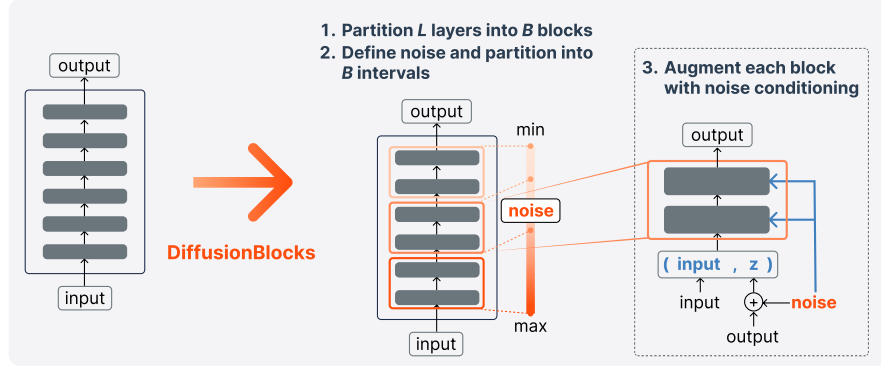 output
input
DiffusionBlocks
1. Partition L layers into B blocks
2. Define noise and partition into
B intervals
output
min
noise
max
input
3. Augment each block
with noise conditioning
output
( input , z )
input
+
noise
output